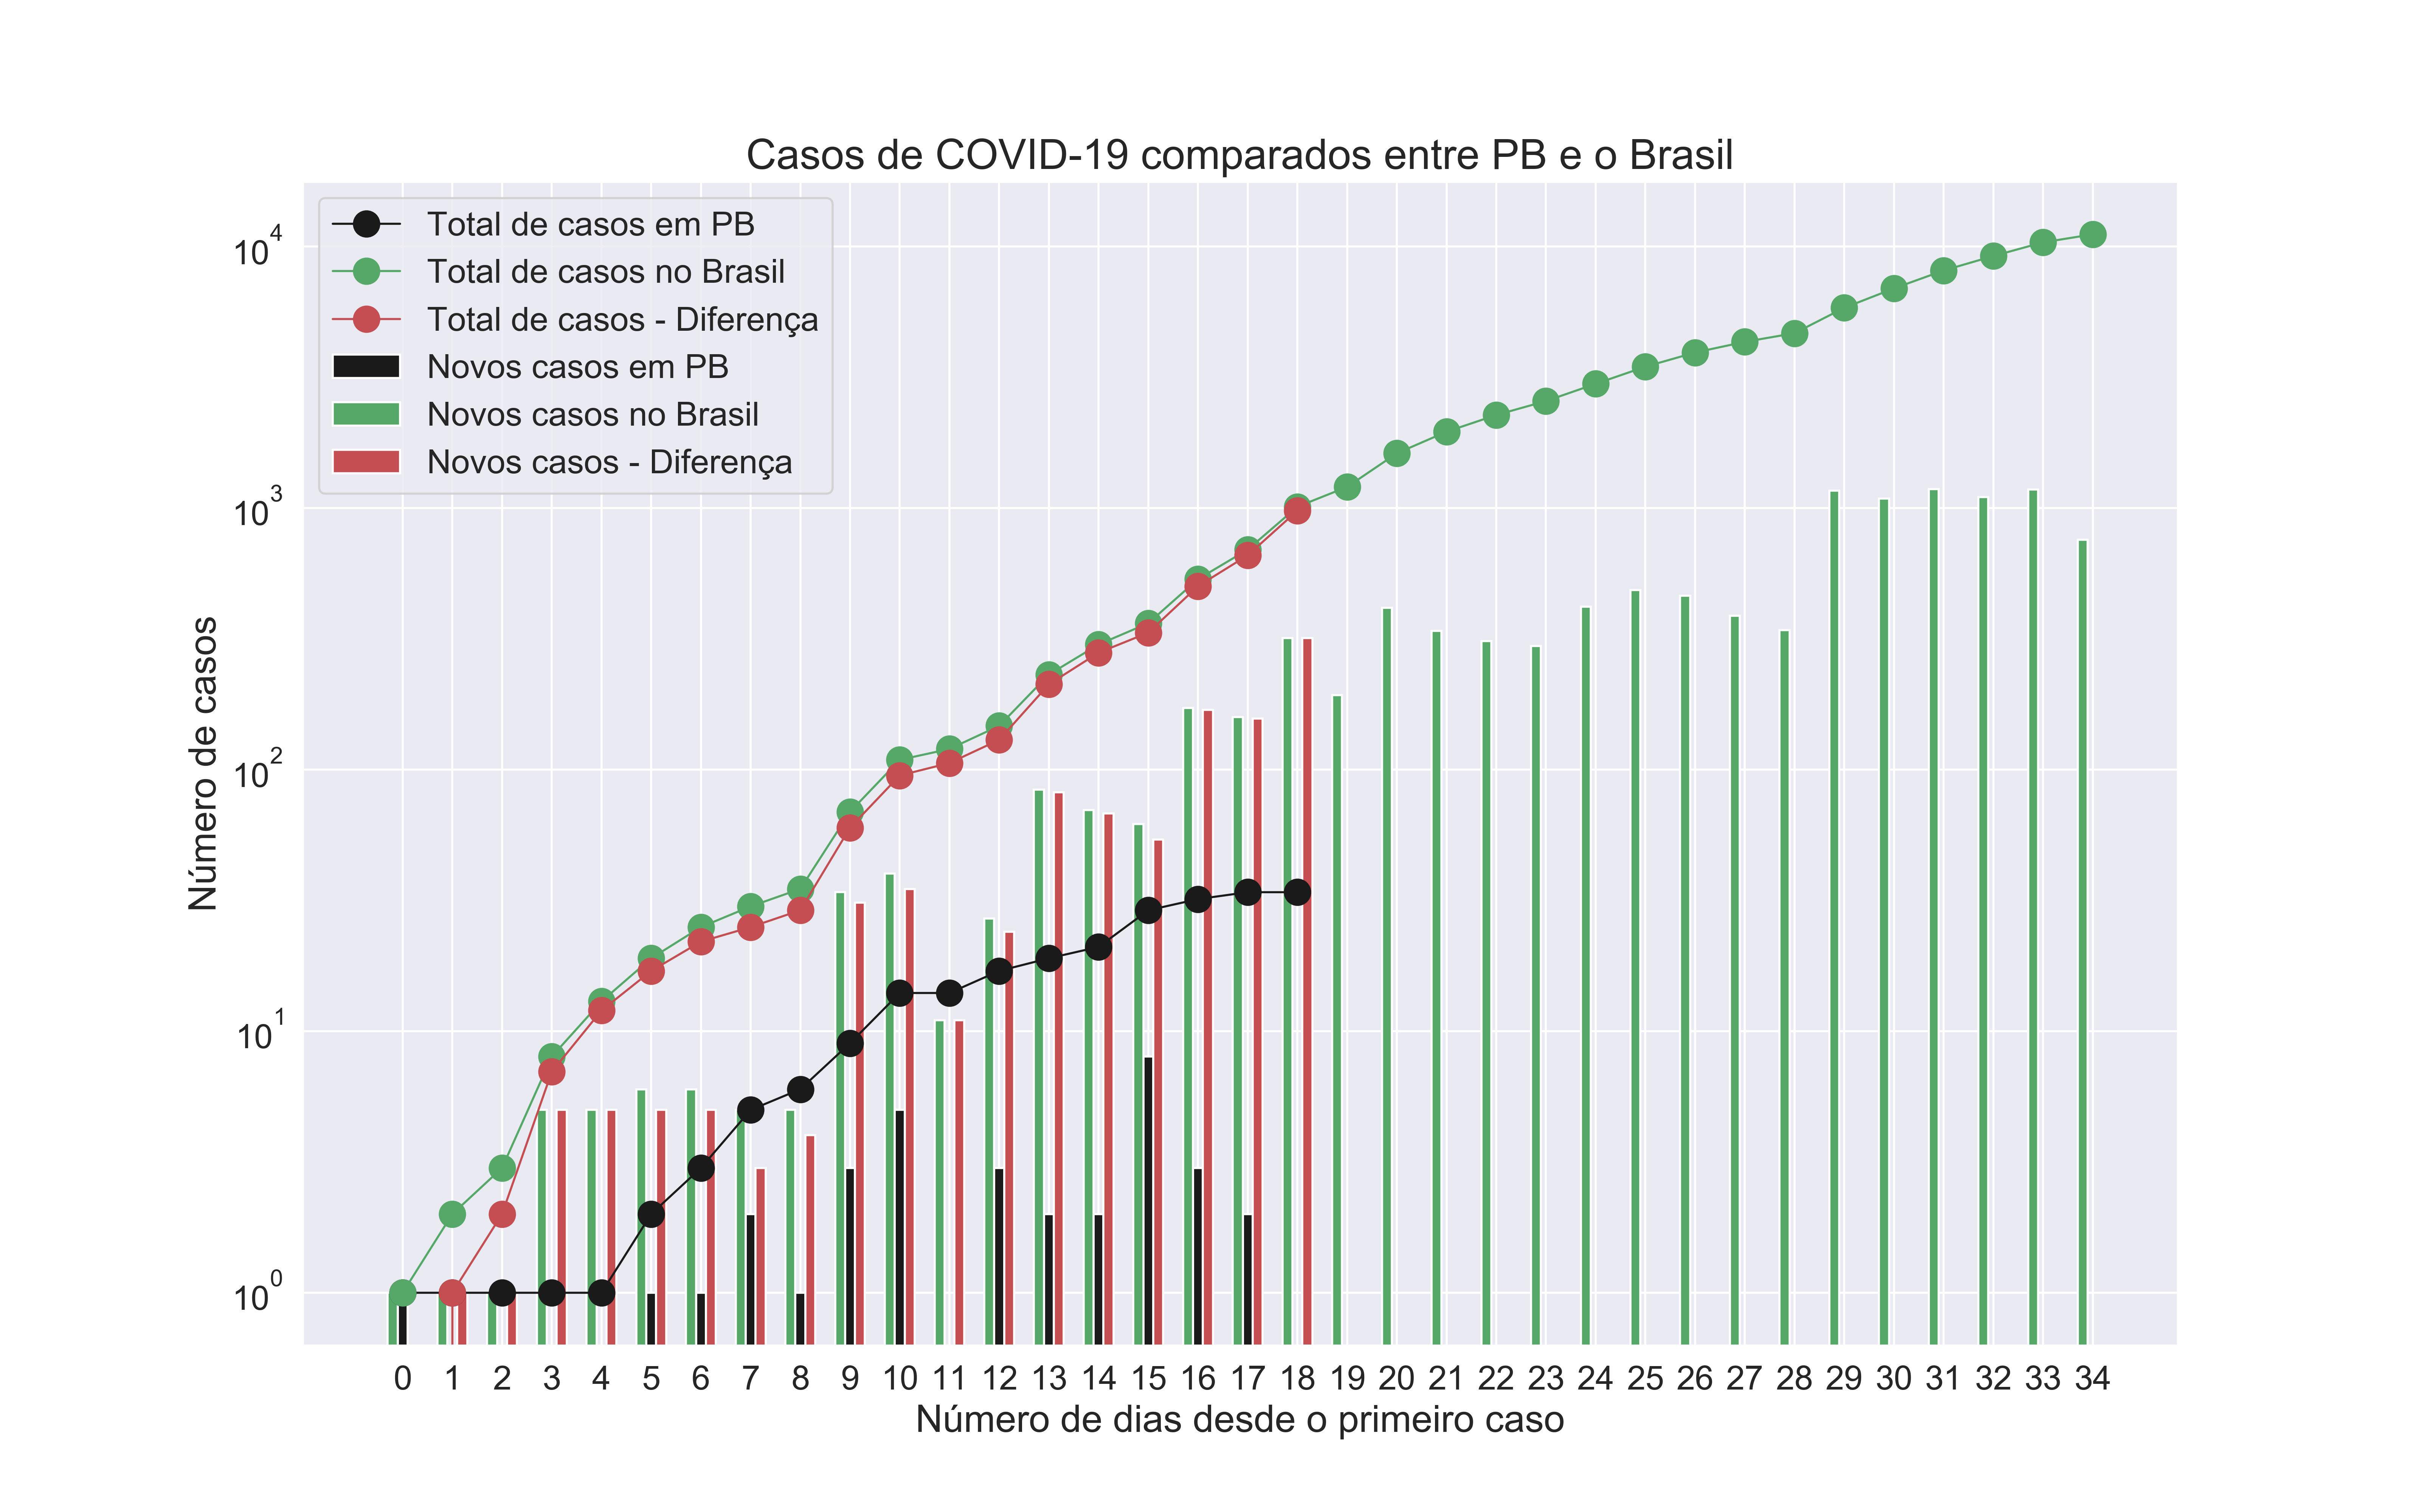 Casos de COVID-19 comparados entre PB e o Brasil
Total de casos em PB
Total de casos no Brasil
Total de casos - Diferença
Novos casos em PB
Novos casos no Brasil
Novos casos - Diferença
Número de casos
10^4
10^3
10^2
10^1
10^0
0 1 2 3 4 5 6 7 8 9 10 11 12 13 14 15 16 17 18 19 20 21 22 23 24 25 26 27 28 29 30 31 32 33 34
Número de dias desde o primeiro caso